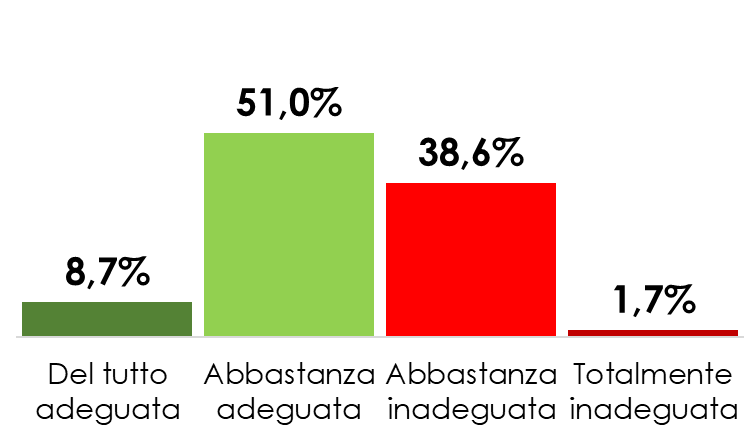 51,0%
38,6%
8,7%
1,7%
Del tutto Abbastanza Abbastanza Totalmente
adeguata adeguata inadeguata inadeguata